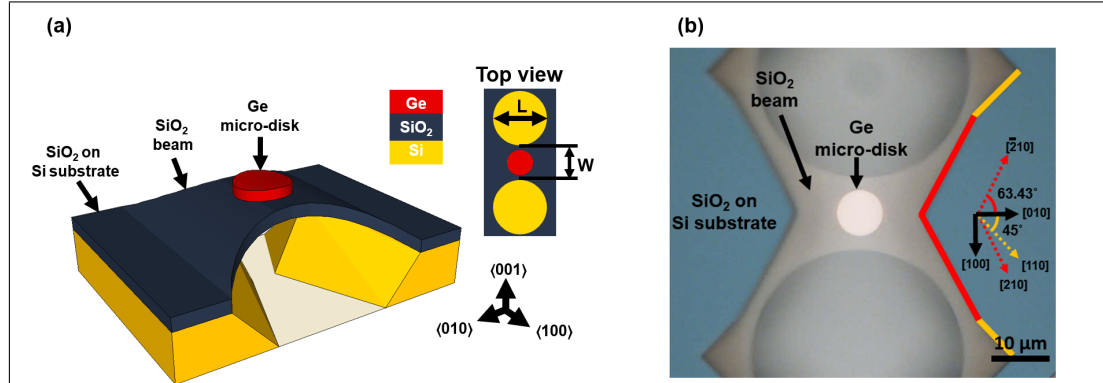 (a)
Ge
micro-disk
SiO₂
beam
SiO₂ on
Si substrate
Ge
SiO₂
Si
Top view
L
W
⟨001⟩
⟨010⟩
⟨100⟩
(b)
SiO₂
beam
Ge
micro-disk
SiO₂ on
Si substrate
[2̄10]
63.43°
[010]
45°
[100]
[110]
[210]
10 μm